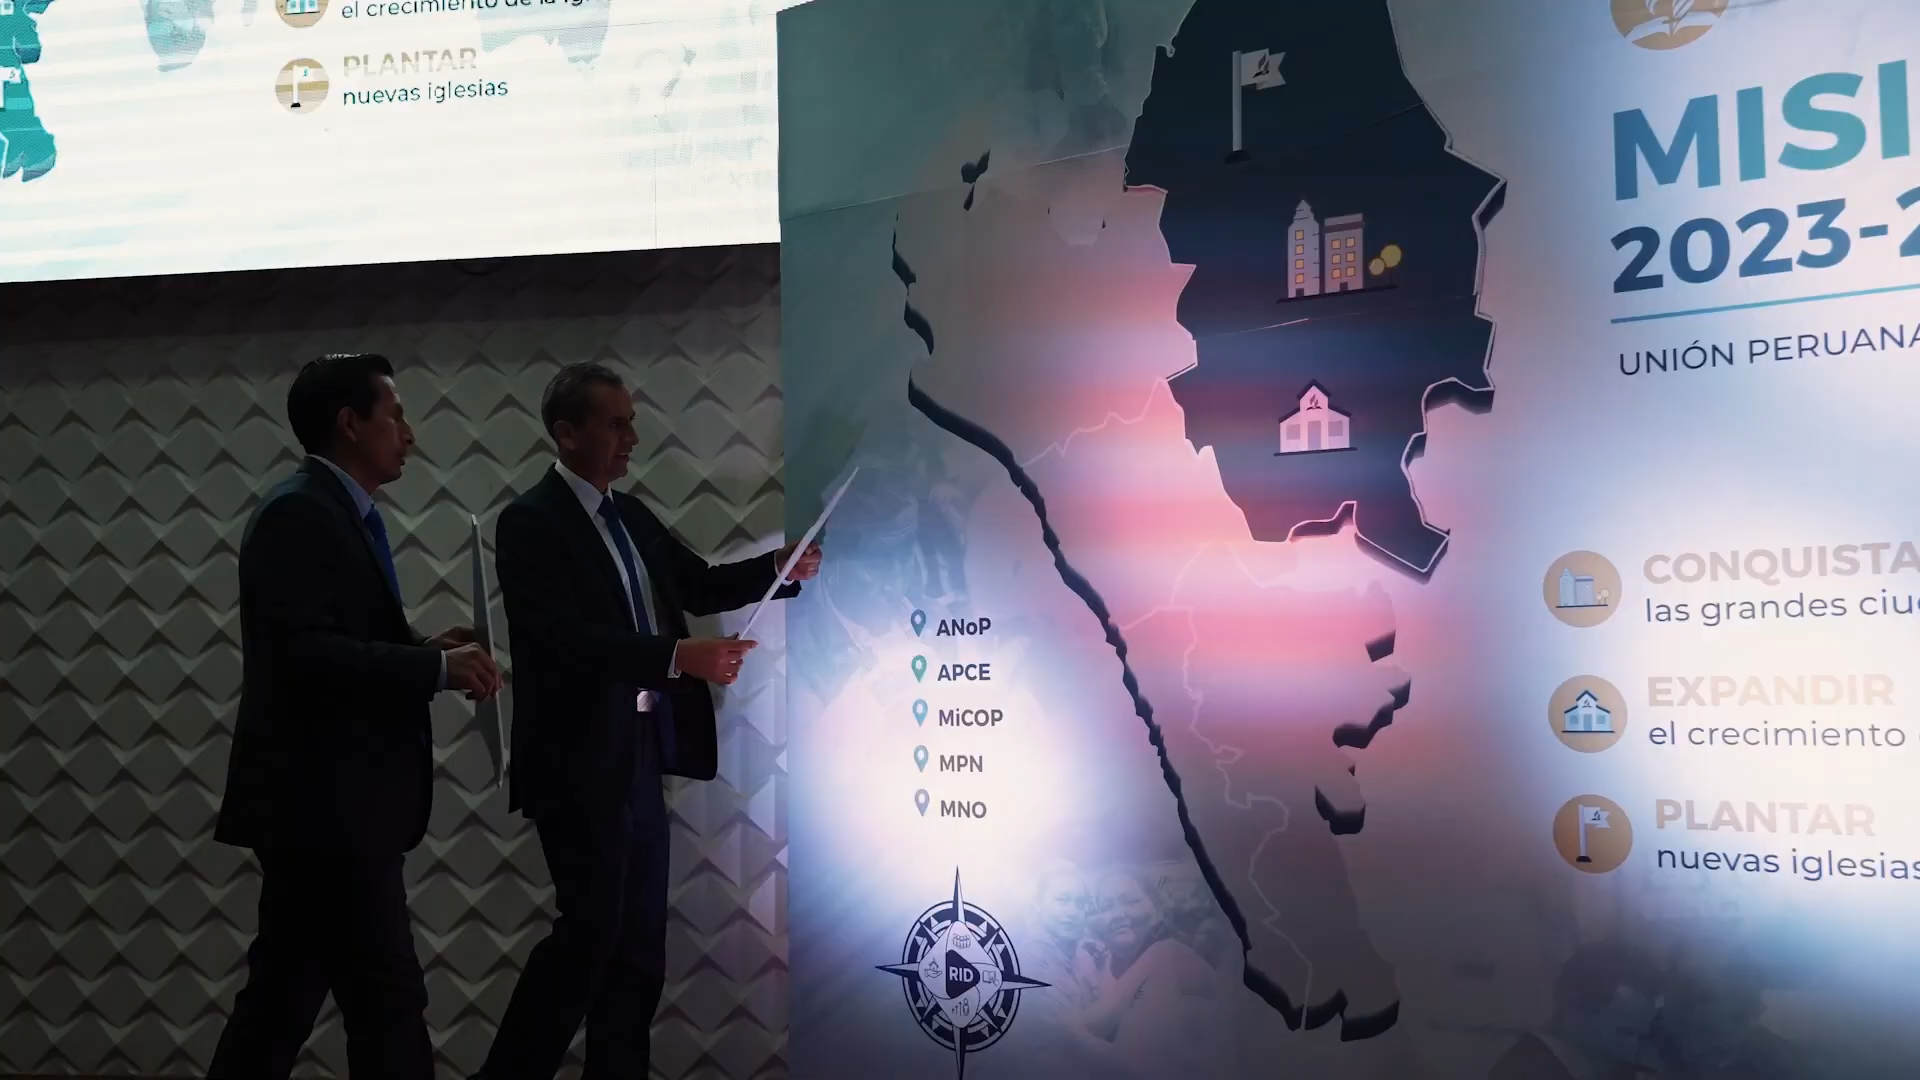 el crecimiento de la
PLANTAR
nuevas iglesias
MISI
2023-2
UNIÓN PERUANA
CONQUISTA
las grandes ciu
EXPANDIR
el crecimiento
PLANTAR
nuevas iglesias
ANoP
APCE
MiCOP
MPN
MNO
RID